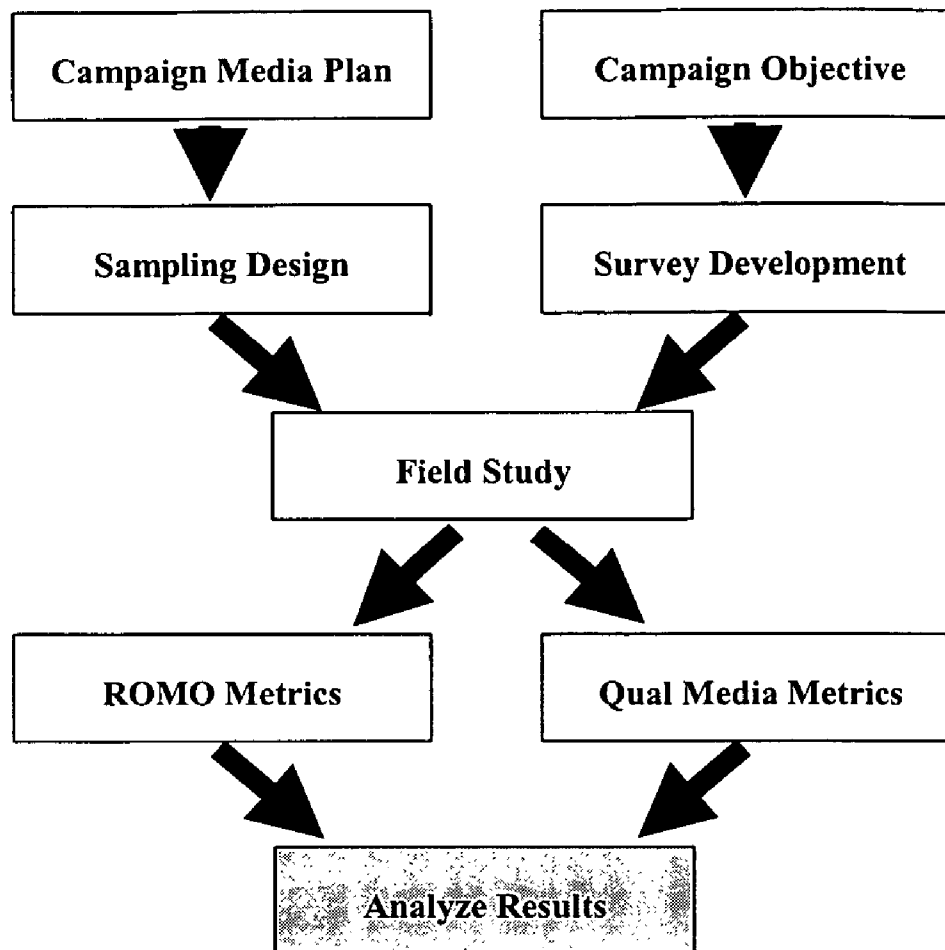 Campaign Media Plan
Campaign Objective
Sampling Design
Survey Development
Field Study
ROMO Metrics
Qual Media Metrics
Analyze Results